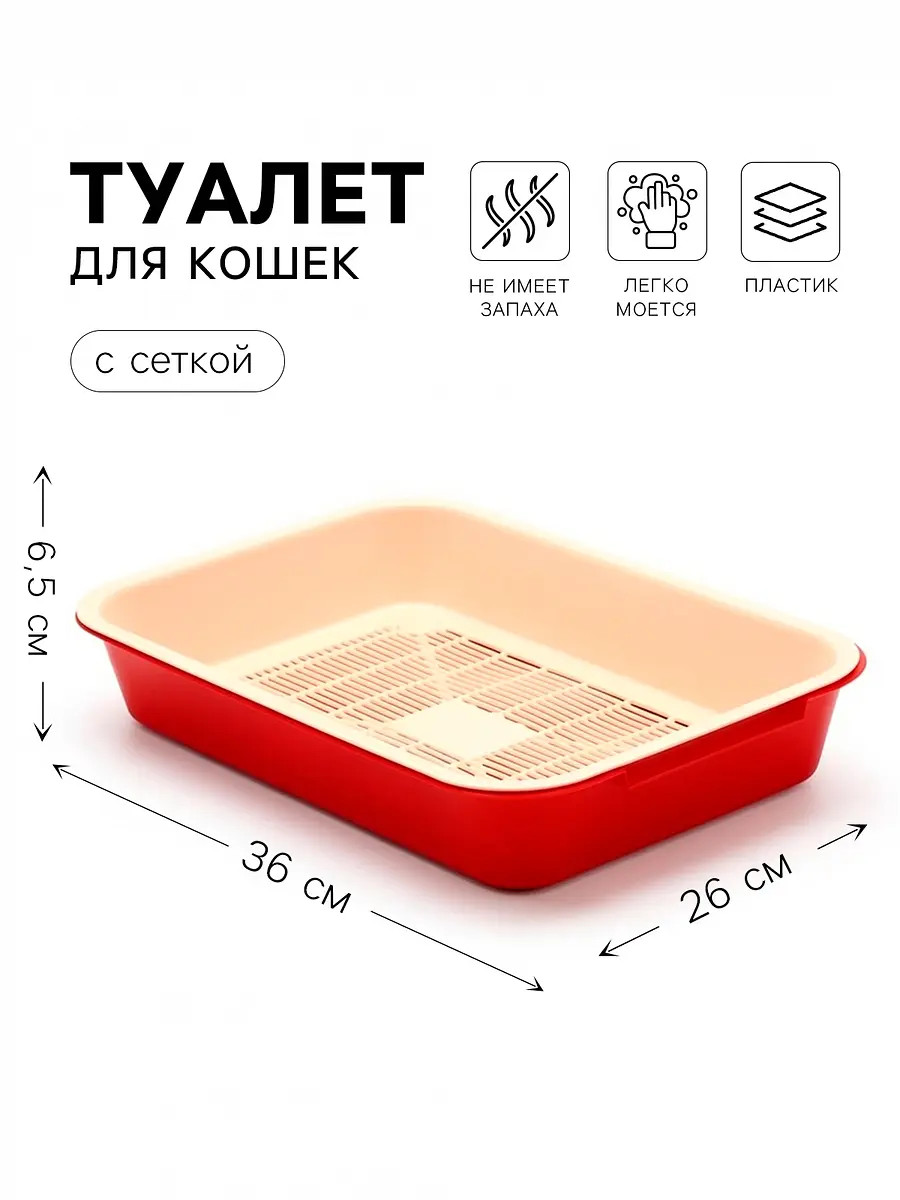 ТУАЛЕТ
ДЛЯ КОШЕК
с сеткой
НЕ ИМЕЕТ
ЗАПАХА
ЛЕГКО
МОЕТСЯ
ПЛАСТИК
6,5 см
36 см
26 см